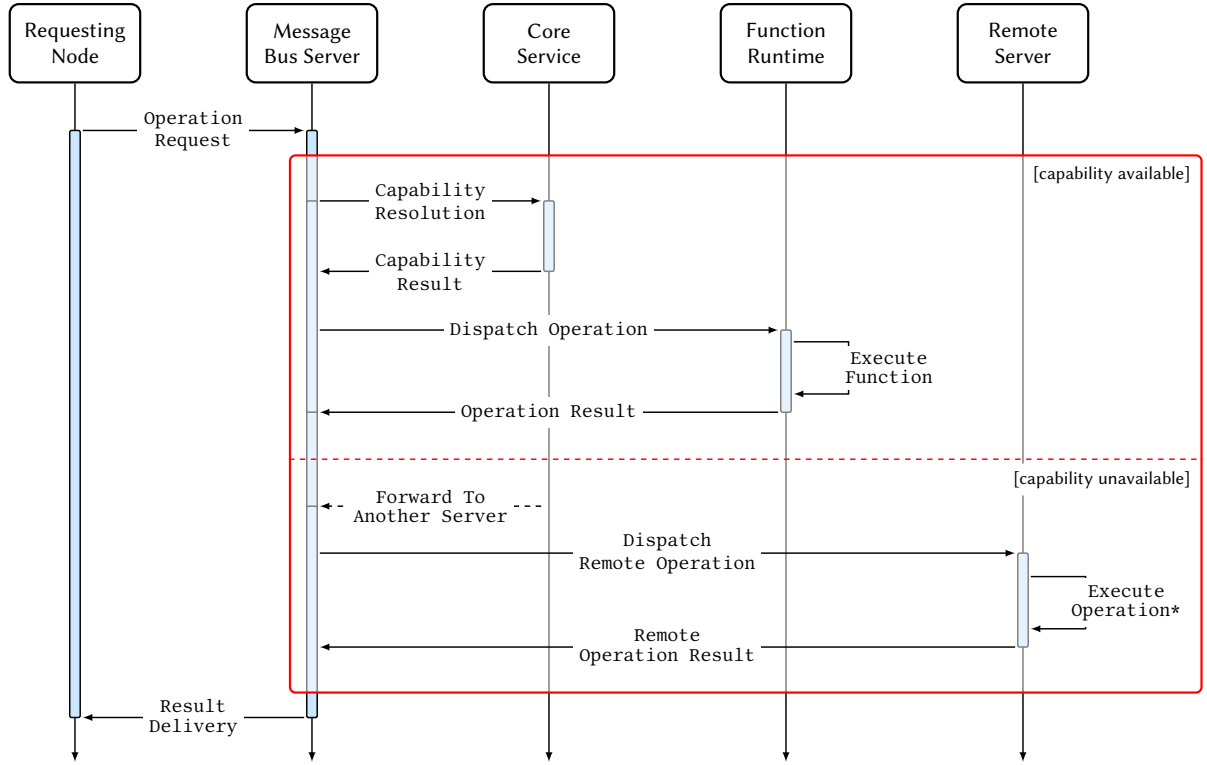 Requesting
Node
Message
Bus Server
Core
Service
Function
Runtime
Remote
Server
Operation
Request
[capability available]
Capability
Resolution
Capability
Result
Dispatch Operation
Execute
Function
Operation Result
[capability unavailable]
Forward To
Another Server
Dispatch
Remote Operation
Execute
Operation*
Remote
Operation Result
Result
Delivery